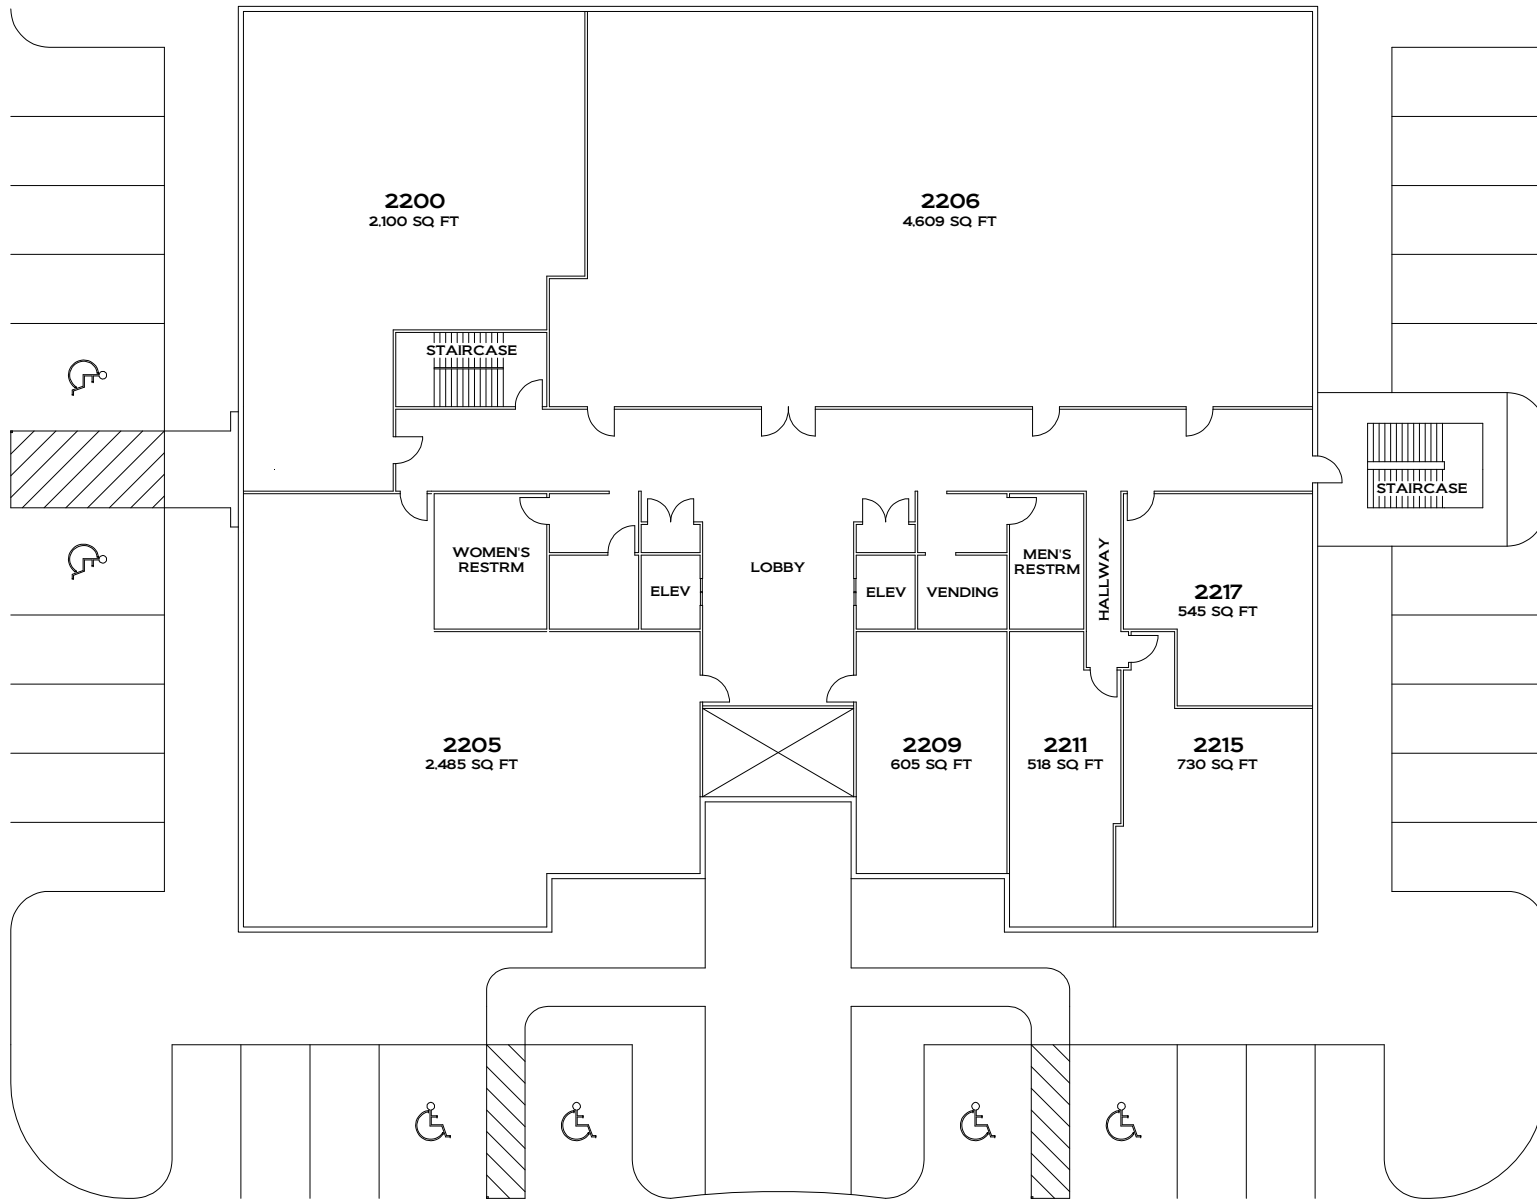 2200
2,100 SQ FT
2206
4,609 SQ FT
STAIRCASE
STAIRCASE
WOMEN'S
RESTRM
ELEV
LOBBY
ELEV
VENDING
MEN'S
RESTRM
HALLWAY
2217
545 SQ FT
2205
2,485 SQ FT
2209
605 SQ FT
2211
518 SQ FT
2215
730 SQ FT